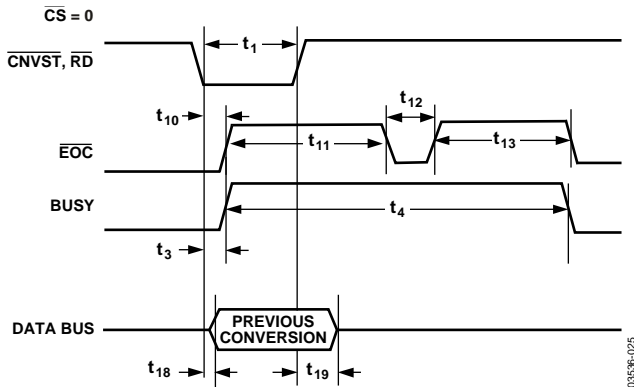 CS = 0
t1
CNVST, RD
t10
t12
EOC
t11
t13
BUSY
t4
t3
DATA BUS
PREVIOUS
CONVERSION
t18
t19
03536-025